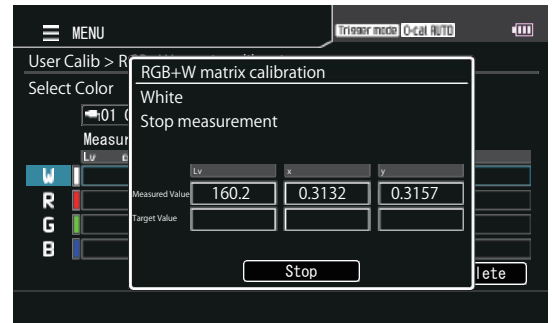 MENU
Trigger mode 0-cal AUTO
User Calib > R
RGB+W matrix calibration
Select Color
White
01
Stop measurement
Measur
Lv
Lv x y
W
Measured Value 160.2 0.3132 0.3157
R
Target Value
G
B
Stop
lete